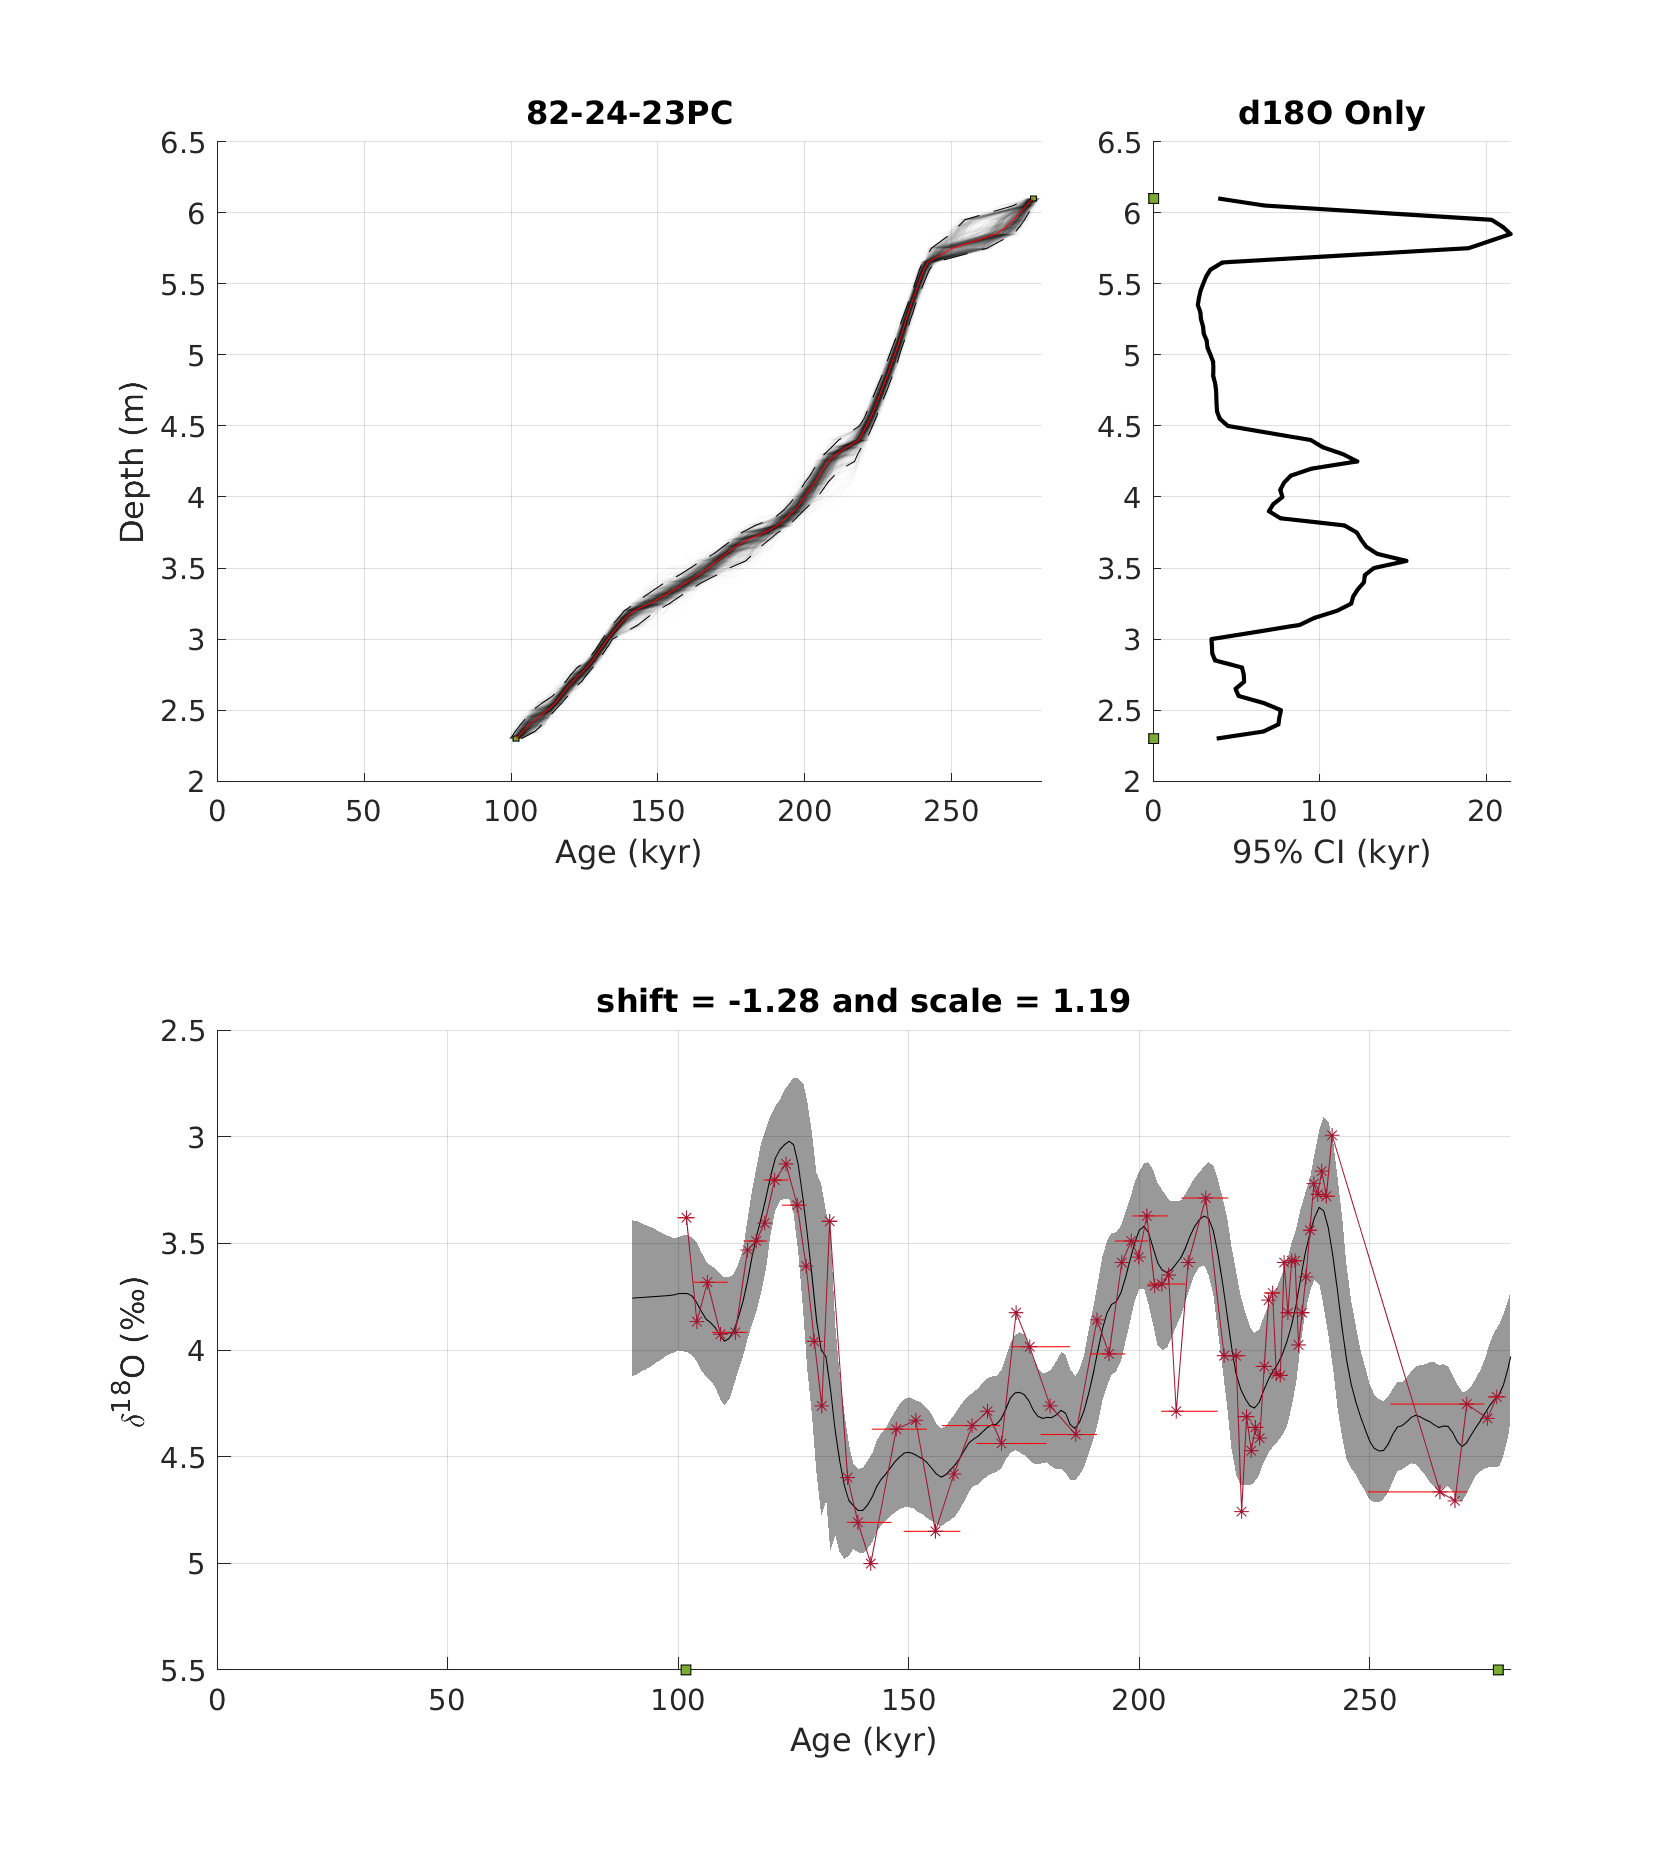 82-24-23PC
6.5
6
5.5
5
4.5
4
3.5
3
2.5
2
Depth (m)
0 50 100 150 200 250
Age (kyr)
d18O Only
6.5
6
5.5
5
4.5
4
3.5
3
2.5
2
0 10 20
95% CI (kyr)
shift = -1.28 and scale = 1.19
2.5
3
3.5
4
4.5
5
5.5
δ¹⁸O (‰)
0 50 100 150 200 250
Age (kyr)